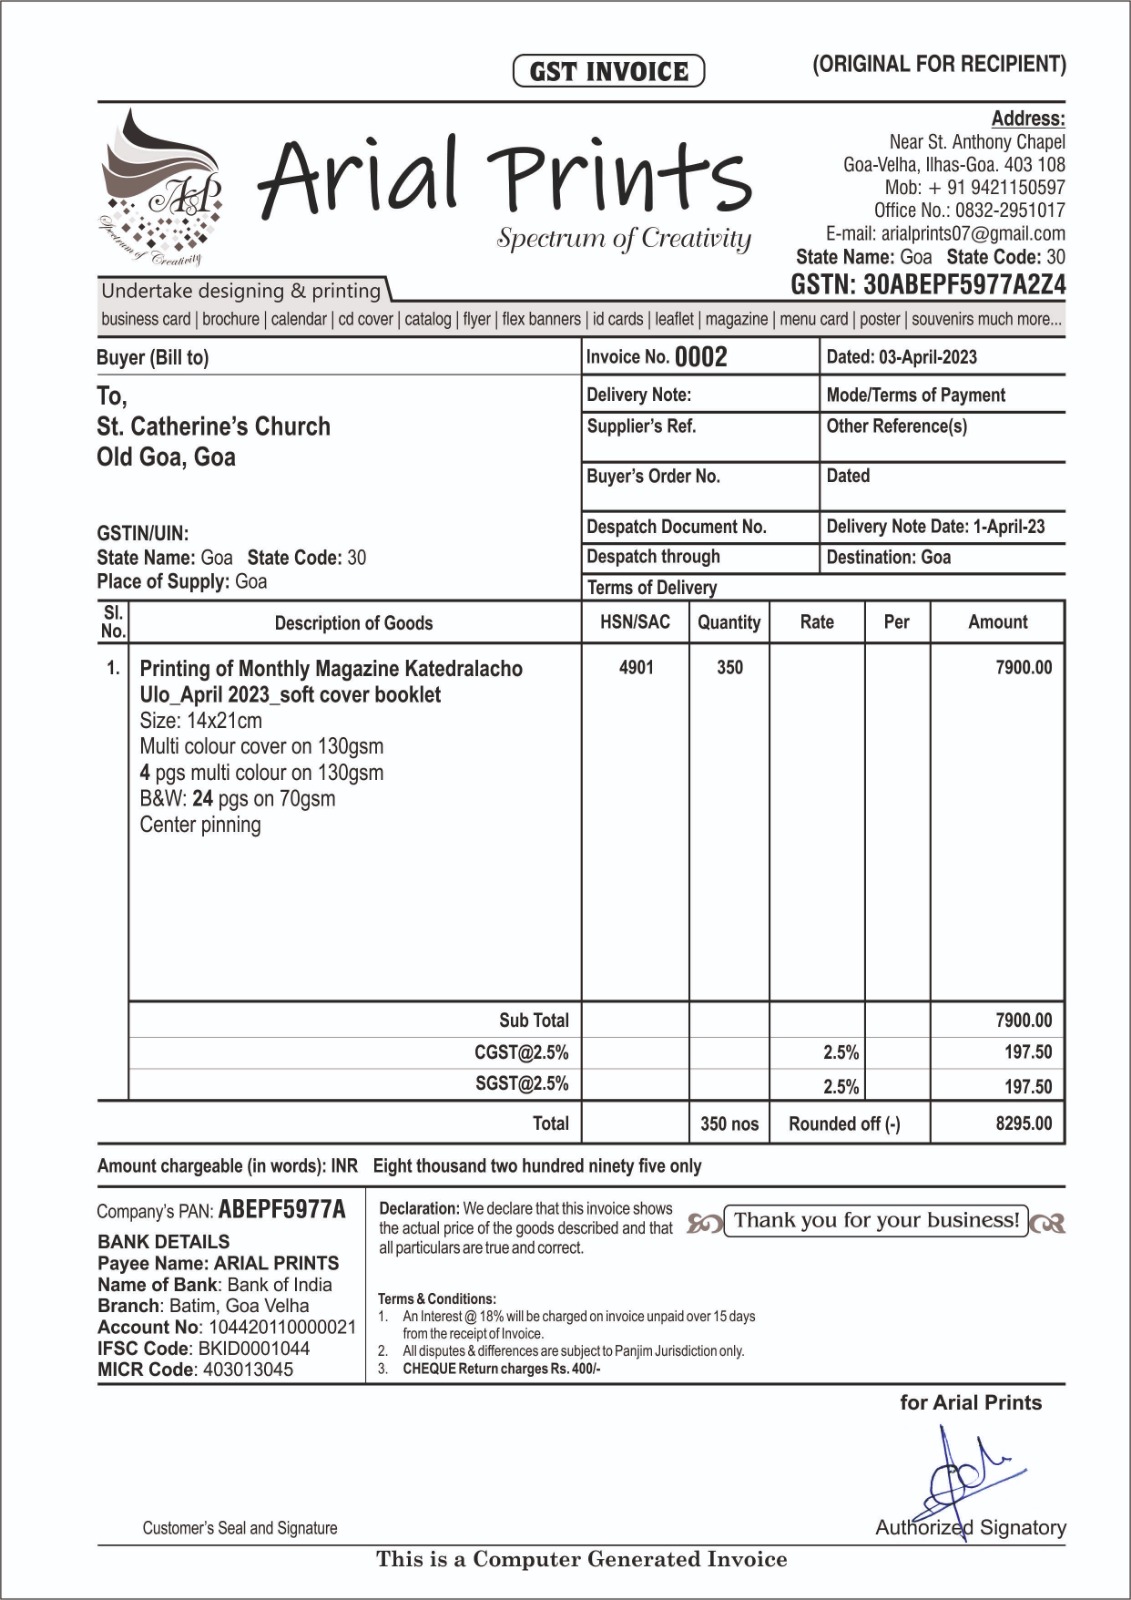 GST INVOICE
(ORIGINAL FOR RECIPIENT)
A&P
Spectrum of Creativity
Arial Prints
Spectrum of Creativity
Address:
Near St. Anthony Chapel
Goa-Velha, Ilhas-Goa. 403 108
Mob: + 91 9421150597
Office No.: 0832-2951017
E-mail: arialprints07@gmail.com
State Name: Goa State Code: 30
GSTN: 30ABEPF5977A2Z4
Undertake designing & printing
business card | brochure | calendar | cd cover | catalog | flyer | flex banners | id cards | leaflet | magazine | menu card | poster | souvenirs much more...
Buyer (Bill to)
To,
St. Catherine's Church
Old Goa, Goa
GSTIN/UIN:
State Name: Goa State Code: 30
Place of Supply: Goa
Invoice No. 0002 Dated: 03-April-2023
Delivery Note: Mode/Terms of Payment
Supplier's Ref. Other Reference(s)
Buyer's Order No. Dated
Despatch Document No. Delivery Note Date: 1-April-23
Despatch through Destination: Goa
Terms of Delivery
Sl. No. Description of Goods HSN/SAC Quantity Rate Per Amount
1. Printing of Monthly Magazine Katedralacho 4901 350 7900.00
Ulo_April 2023_soft cover booklet
Size: 14x21cm
Multi colour cover on 130gsm
4 pgs multi colour on 130gsm
B&W: 24 pgs on 70gsm
Center pinning
Sub Total 7900.00
CGST@2.5% 2.5% 197.50
SGST@2.5% 2.5% 197.50
Total 350 nos Rounded off (-) 8295.00
Amount chargeable (in words): INR Eight thousand two hundred ninety five only
Company's PAN: ABEPF5977A
BANK DETAILS
Payee Name: ARIAL PRINTS
Name of Bank: Bank of India
Branch: Batim, Goa Velha
Account No: 104420110000021
IFSC Code: BKID0001044
MICR Code: 403013045
Declaration: We declare that this invoice shows
the actual price of the goods described and that
all particulars are true and correct.
Thank you for your business!
Terms & Conditions:
1. An Interest @ 18% will be charged on invoice unpaid over 15 days
from the receipt of Invoice.
2. All disputes & differences are subject to Panjim Jurisdiction only.
3. CHEQUE Return charges Rs. 400/-
for Arial Prints
Customer's Seal and Signature
Authorized Signatory
This is a Computer Generated Invoice